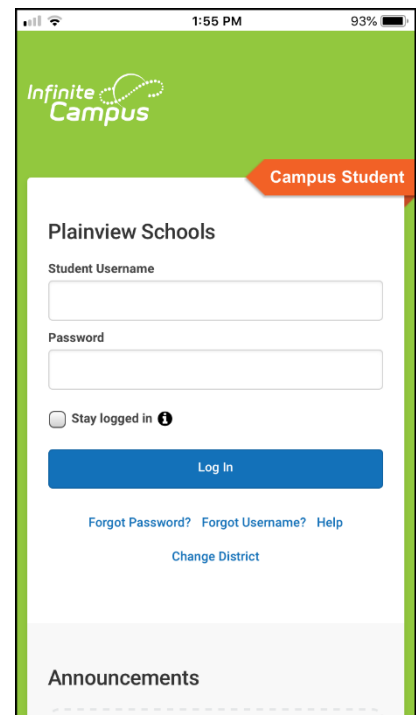 1:55 PM 93%
Infinite
Campus
Campus Student
Plainview Schools
Student Username
Password
Stay logged in
Log In
Forgot Password? Forgot Username? Help
Change District
Announcements